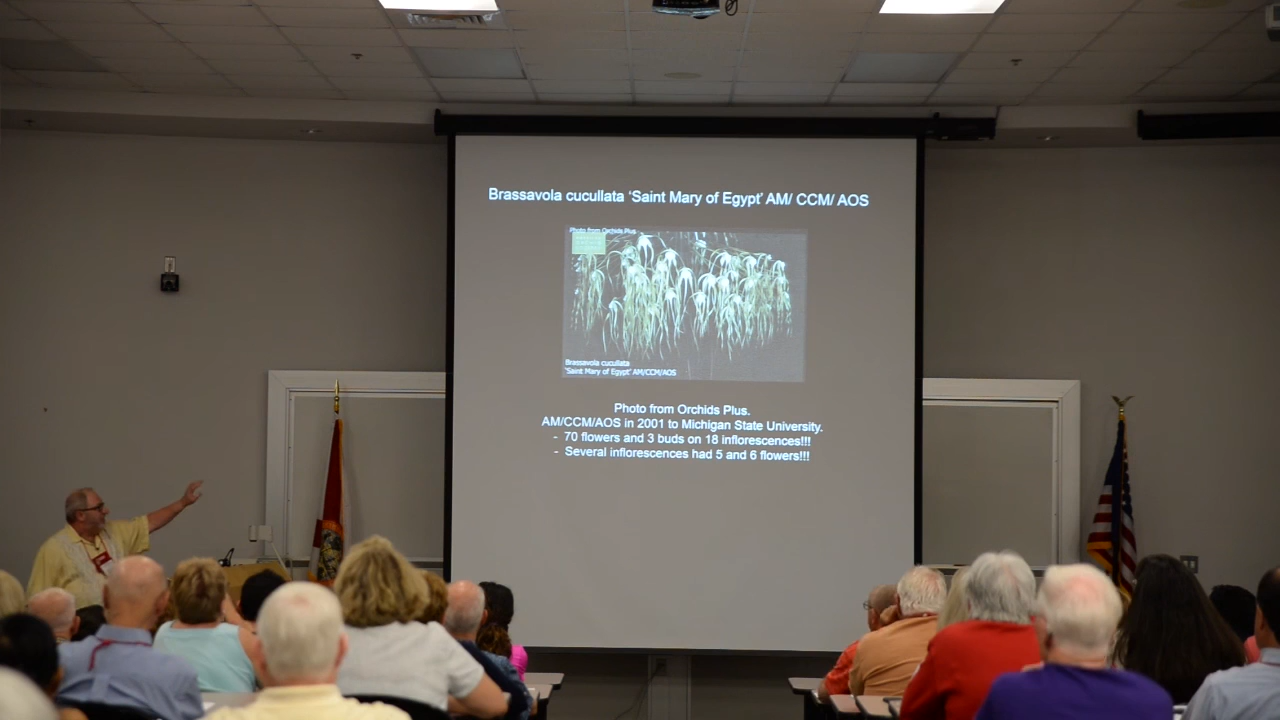 Brassavola cucullata ‘Saint Mary of Egypt’ AM/ CCM/ AOS
Photo from Orchids Plus
Brassavola cucullata
'Saint Mary of Egypt' AM/CCM/AOS
Photo from Orchids Plus.
AM/CCM/AOS in 2001 to Michigan State University.
- 70 flowers and 3 buds on 18 inflorescences!!!
- Several inflorescences had 5 and 6 flowers!!!